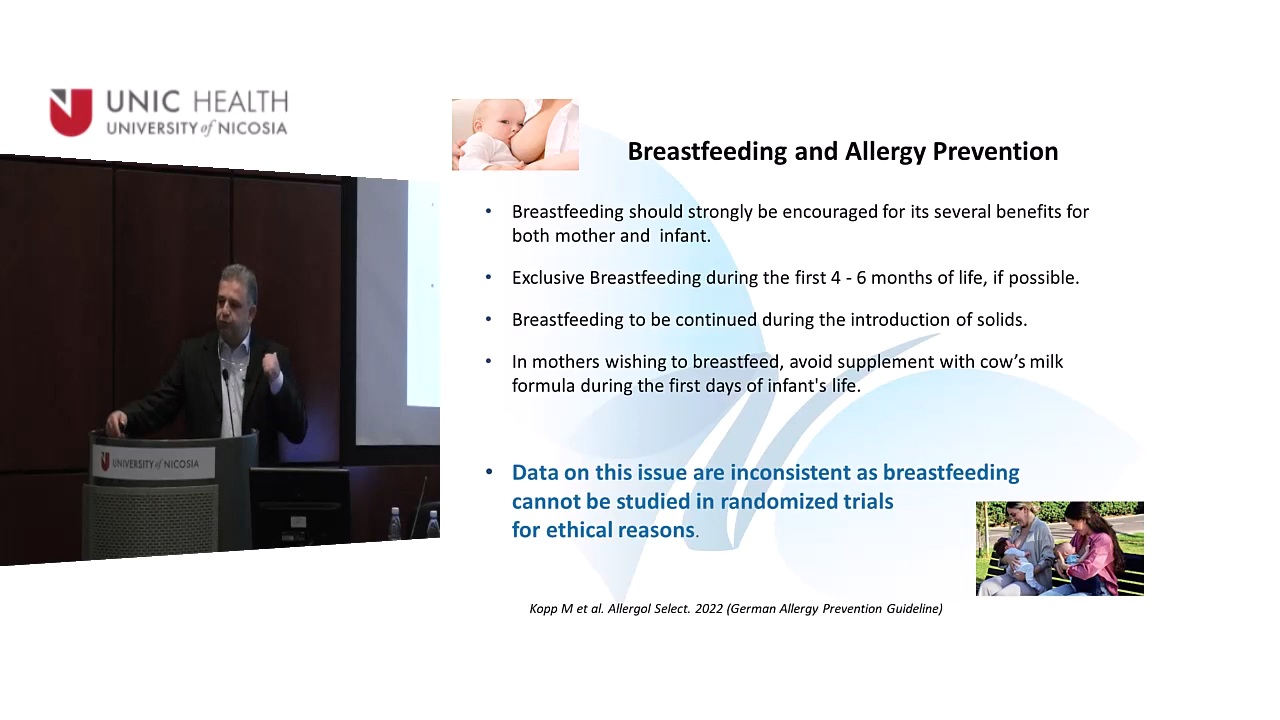 UNIC HEALTH
UNIVERSITY of NICOSIA
Breastfeeding and Allergy Prevention
• Breastfeeding should strongly be encouraged for its several benefits for
both mother and infant.
• Exclusive Breastfeeding during the first 4 - 6 months of life, if possible.
• Breastfeeding to be continued during the introduction of solids.
• In mothers wishing to breastfeed, avoid supplement with cow’s milk
formula during the first days of infant's life.
• Data on this issue are inconsistent as breastfeeding
cannot be studied in randomized trials
for ethical reasons.
Kopp M et al. Allergol Select. 2022 (German Allergy Prevention Guideline)
UNIVERSITY of NICOSIA